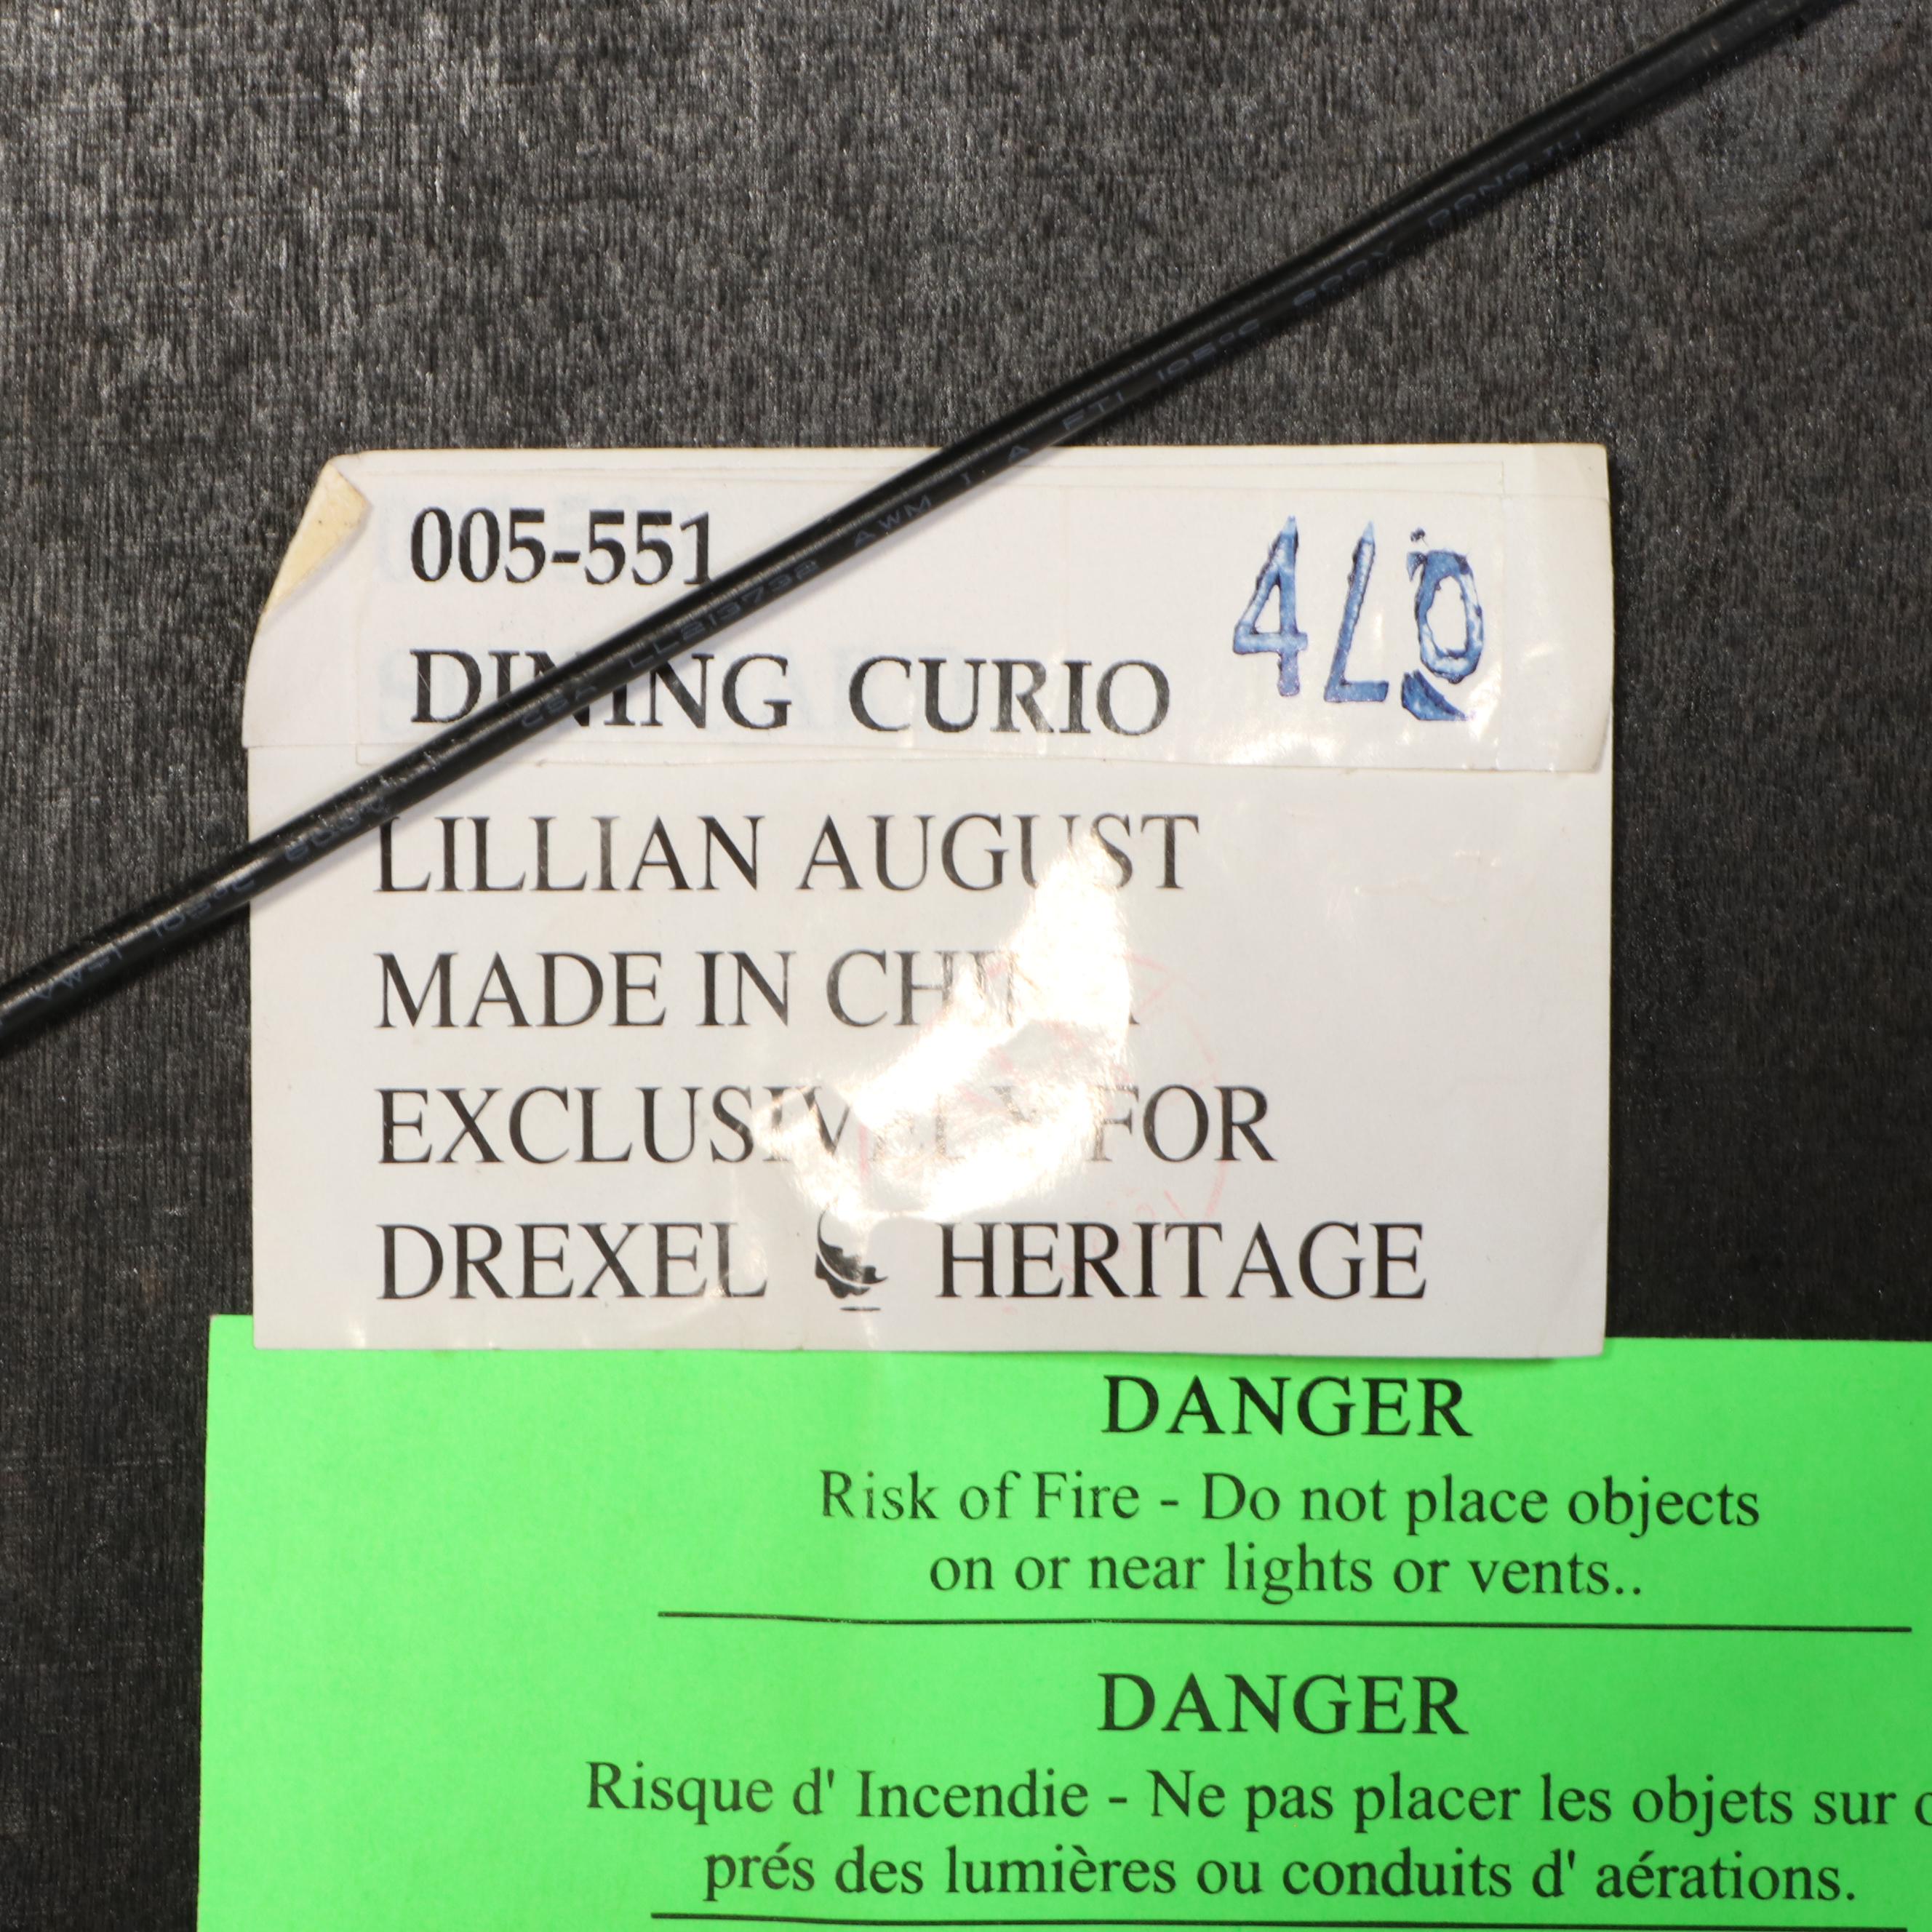 005-551
DINING CURIO
LILLIAN AUGUST
MADE IN CHINA
EXCLUSIVELY FOR
DREXEL HERITAGE
DANGER
Risk of Fire - Do not place objects
on or near lights or vents..
DANGER
Risque d' Incendie - Ne pas placer les objets sur
prés des lumières ou conduits d' aérations.